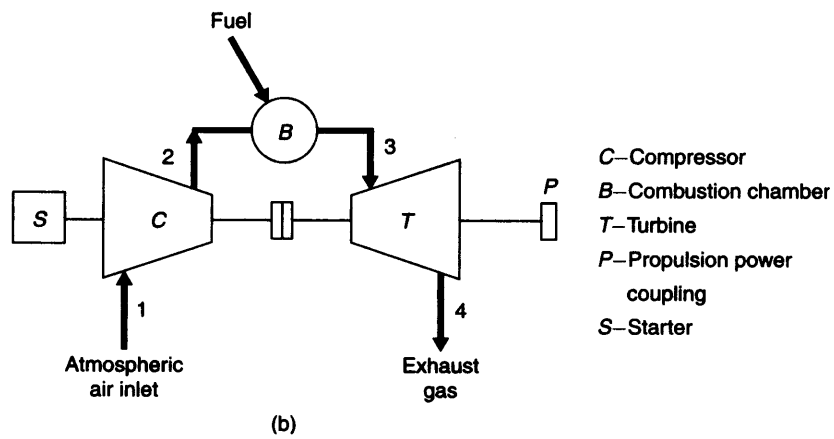 Fuel
B
2
3
C–Compressor
B–Combustion chamber
T–Turbine
P–Propulsion power
coupling
S–Starter
P
S
C
T
1
4
Atmospheric
air inlet
Exhaust
gas
(b)